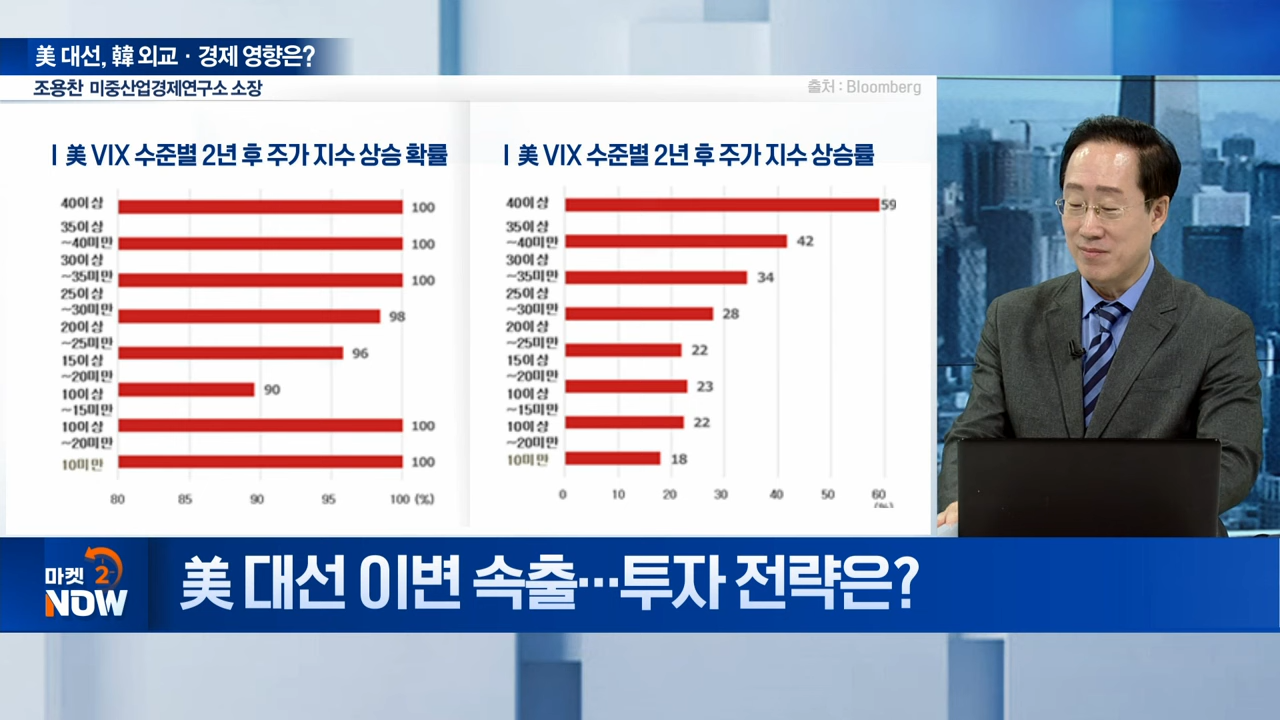 美 대선, 韓 외교 · 경제 영향은?
조용찬 미중산업경제연구소 소장
출처 : Bloomberg
美 VIX 수준별 2년 후 주가 지수 상승 확률
40이상
100
35이상
~40미만
100
30이상
~35미만
100
25이상
~30미만
98
20이상
~25미만
96
15이상
~20미만
90
10이상
~15미만
100
10이상
~20미만
10미만
100
80 85 90 95 100 (%)
美 VIX 수준별 2년 후 주가 지수 상승률
40이상
59
35이상
~40미만
42
30이상
~35미만
34
25이상
~30미만
28
20이상
~25미만
22
15이상
~20미만
23
10이상
~15미만
22
10이상
~20미만
10미만
18
0 10 20 30 40 50 60
(%)
마켓 2
NOW
美 대선 이변 속출…투자 전략은?